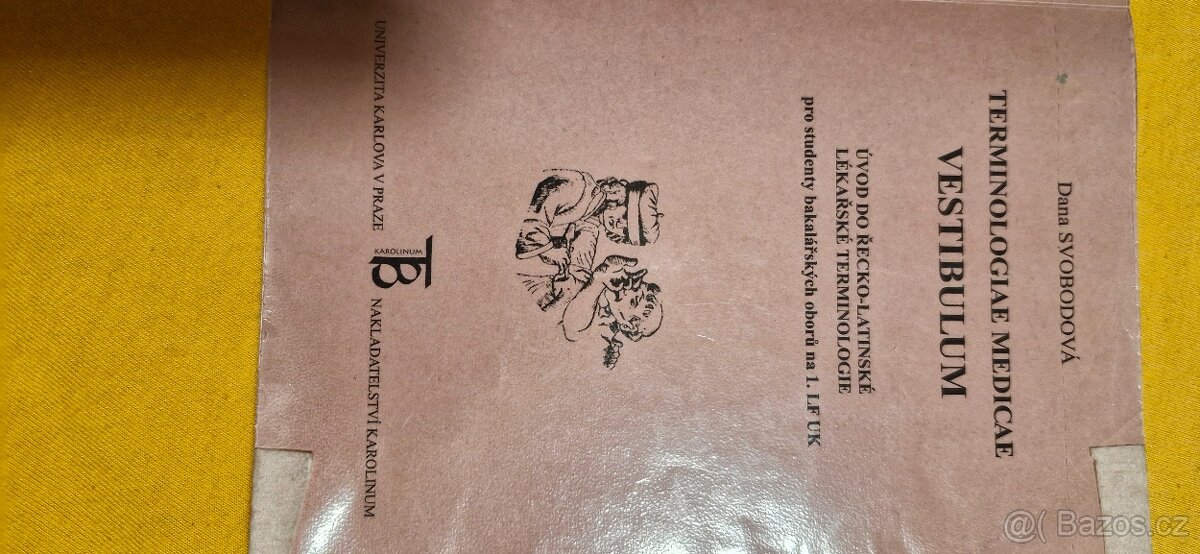 Dana SVOBODOVÁ
TERMINOLOGIAE MEDICAE
VESTIBULUM
ÚVOD DO ŘECKO-LATINSKÉ
LÉKAŘSKÉ TERMINOLOGIE
pro studenty bakalářských oborů na 1. LF UK
UNIVERZITA KARLOVA V PRAZE
KAROLINUM
NAKLADATELSTVÍ KAROLINUM
@( Bazos.cz